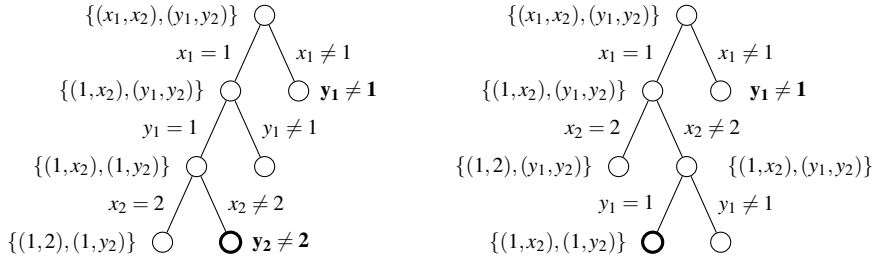 {(x₁,x₂),(y₁,y₂)}
x₁ = 1
x₁ ≠ 1
{(1,x₂),(y₁,y₂)}
y₁ ≠ 1
y₁ = 1
y₁ ≠ 1
{(1,x₂),(1,y₂)}
x₂ = 2
x₂ ≠ 2
{(1,2),(1,y₂)}
y₂ ≠ 2
{(x₁,x₂),(y₁,y₂)}
x₁ = 1
x₁ ≠ 1
{(1,x₂),(y₁,y₂)}
y₁ ≠ 1
x₂ = 2
x₂ ≠ 2
{(1,2),(y₁,y₂)}
{(1,x₂),(y₁,y₂)}
y₁ = 1
y₁ ≠ 1
{(1,x₂),(1,y₂)}